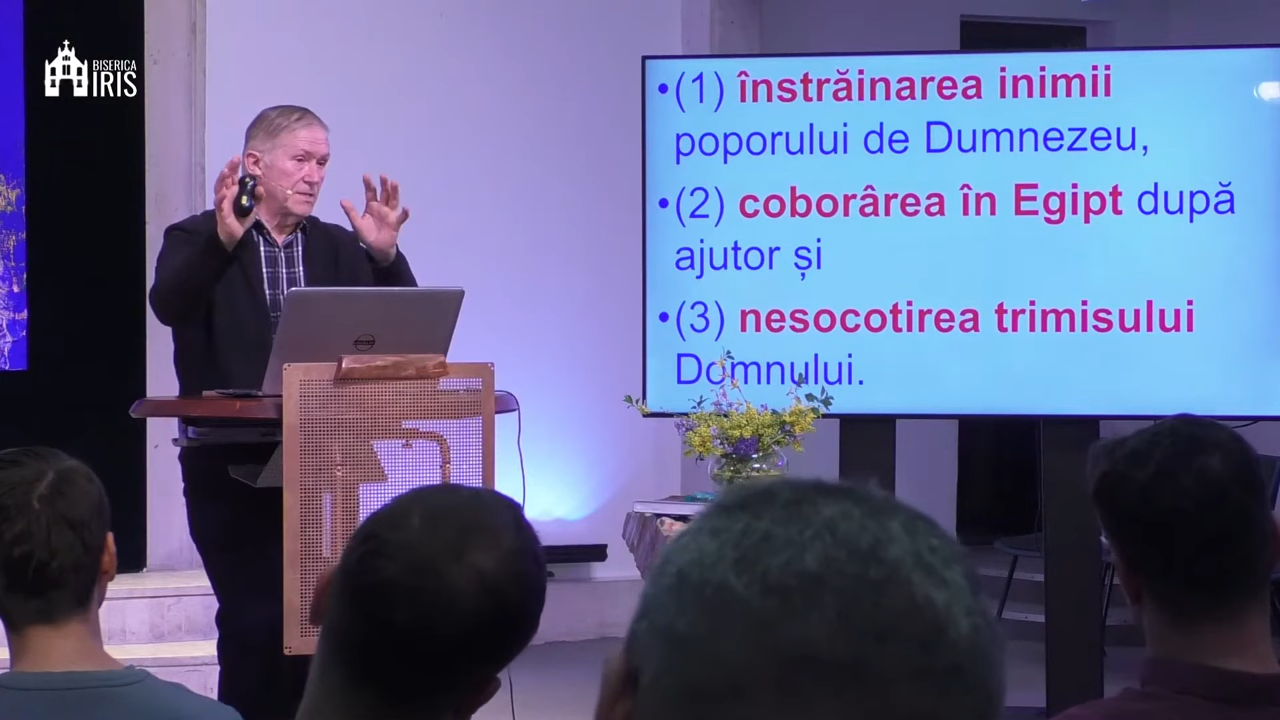 BISERICA
IRIS
•(1) înstrăinarea inimii
poporului de Dumnezeu,
•(2) coborârea în Egipt după
ajutor și
•(3) nesocotirea trimisului
Domnului.